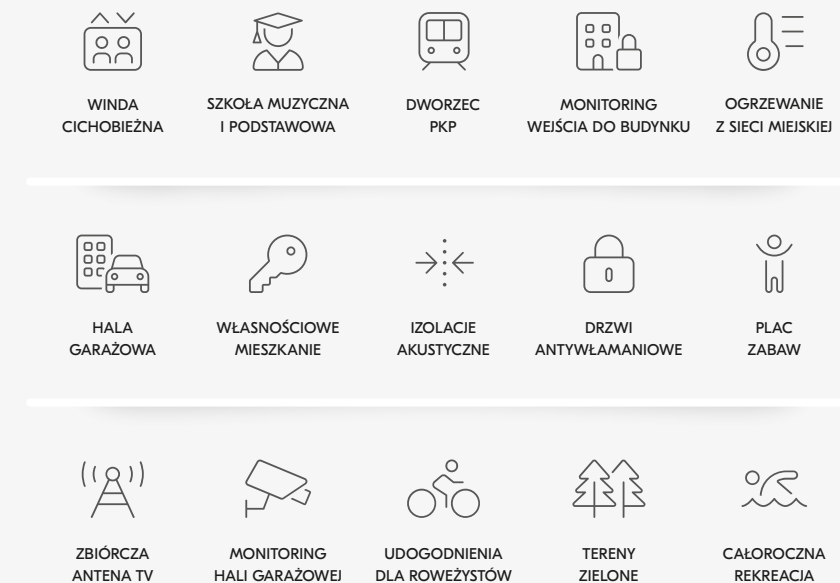 WINDA
CICHOBIEŻNA
SZKOŁA MUZYCZNA
I PODSTAWOWA
DWORZEC
PKP
MONITORING
WEJŚCIA DO BUDYNKU
OGRZEWANIE
Z SIECI MIEJSKIEJ
HALA
GARAŻOWA
WŁASNOŚCIOWE
MIESZKANIE
IZOLACJE
AKUSTYCZNE
DRZWI
ANTYWŁAMANIOWE
PLAC
ZABAW
ZBIÓRCZA
ANTENA TV
MONITORING
HALI GARAŻOWEJ
UDOGODNIENIA
DLA ROWEŻYSTÓW
TERENY
ZIELONE
CAŁOROCZNA
REKREACJA